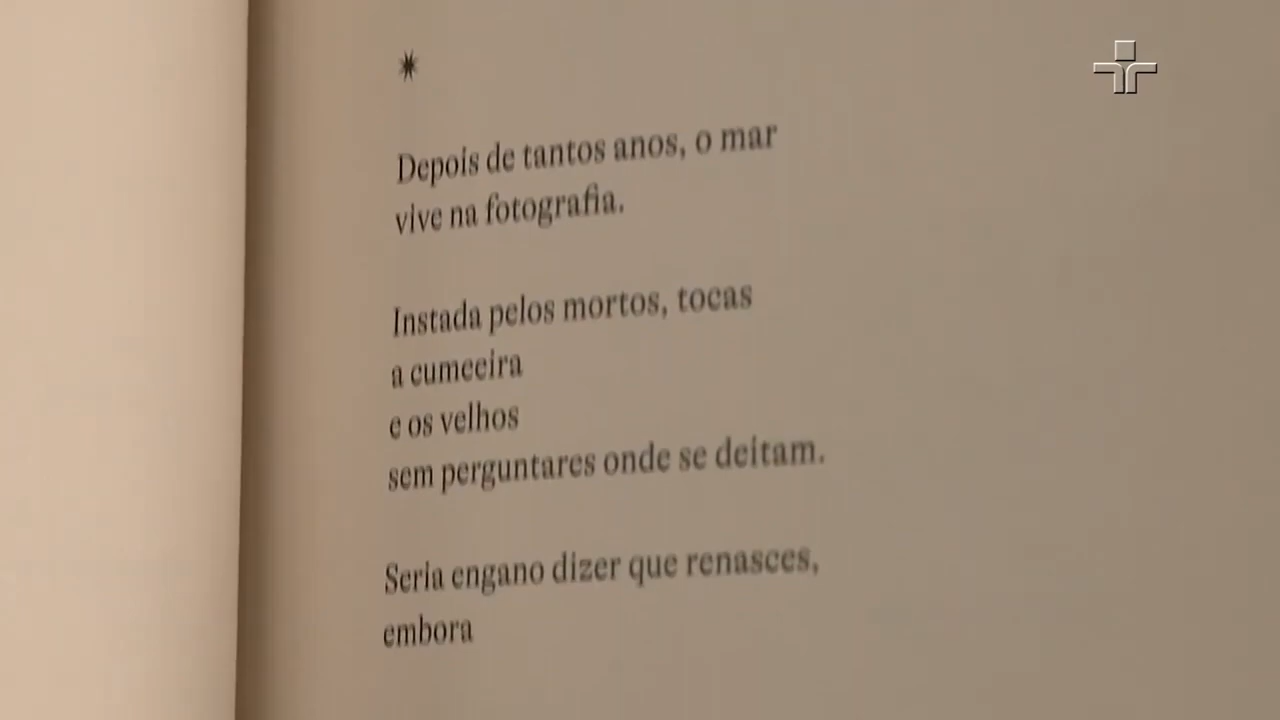 *
Depois de tantos anos, o mar
vive na fotografia.
Instada pelos mortos, tocas
a cumeeira
e os velhos
sem perguntares onde se deitam.
Seria engano dizer que renasces,
embora